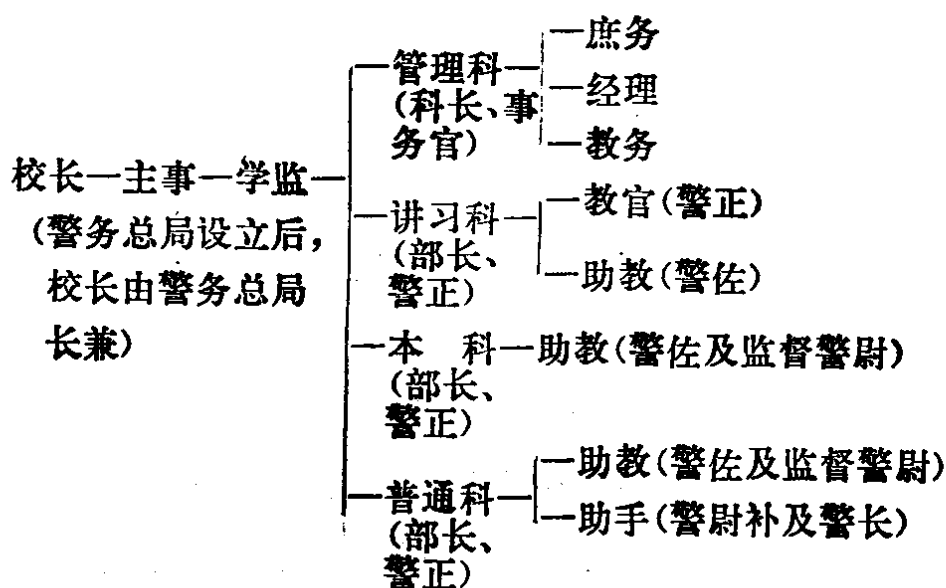 校长—主事—学监
(警务总局设立后,
校长由警务总局
长兼)
管理科
(科长、事
务官)
庶务
经理
教务
讲习科
(部长、
警正)
教官(警正)
助教(警佐)
本 科
(部长、
警正)
助教(警佐及监督警尉)
普通科
(部长、
警正)
助教(警佐及监督警尉)
助手(警尉补及警长)